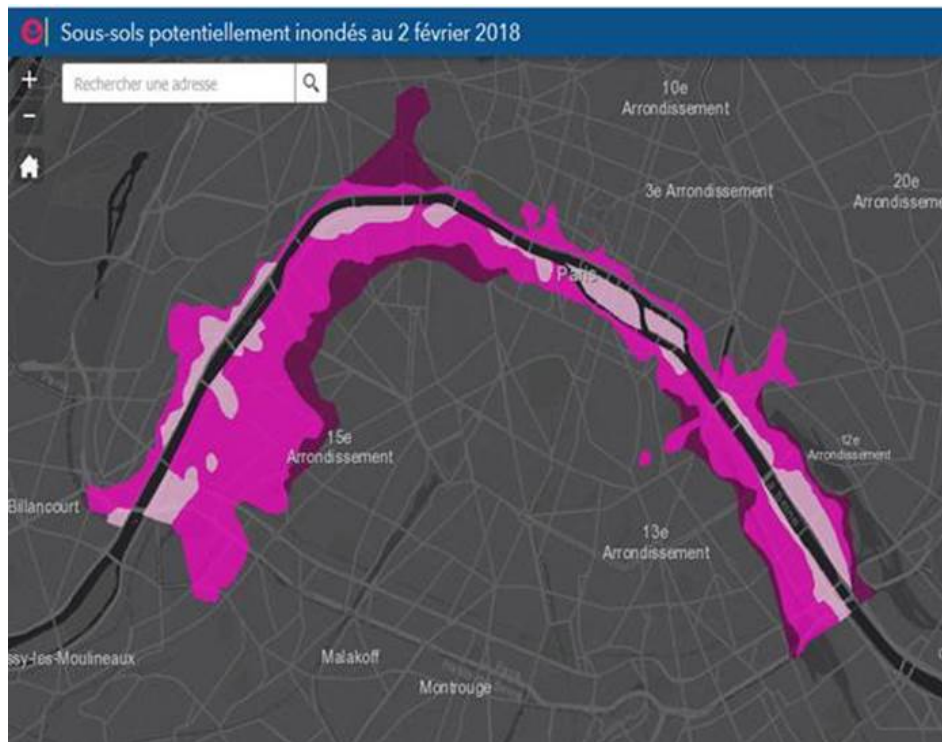 Sous-sols potentiellement inondés au 2 février 2018
+
Rechercher une adresse
−
10e
Arrondissement
3e Arrondissement
20e
Arrondisseme
Paris
15e
Arrondissement
12e
Arrondissement
Billancourt
13e
Arrondissement
ssy-les-Moulineaux
Malakoff
Montrouge